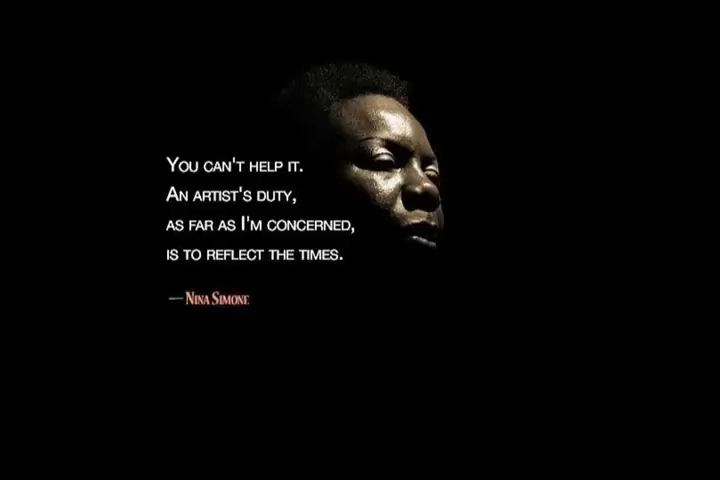 You can't help it.
An artist's duty,
as far as I'm concerned,
is to reflect the times.
— Nina Simone